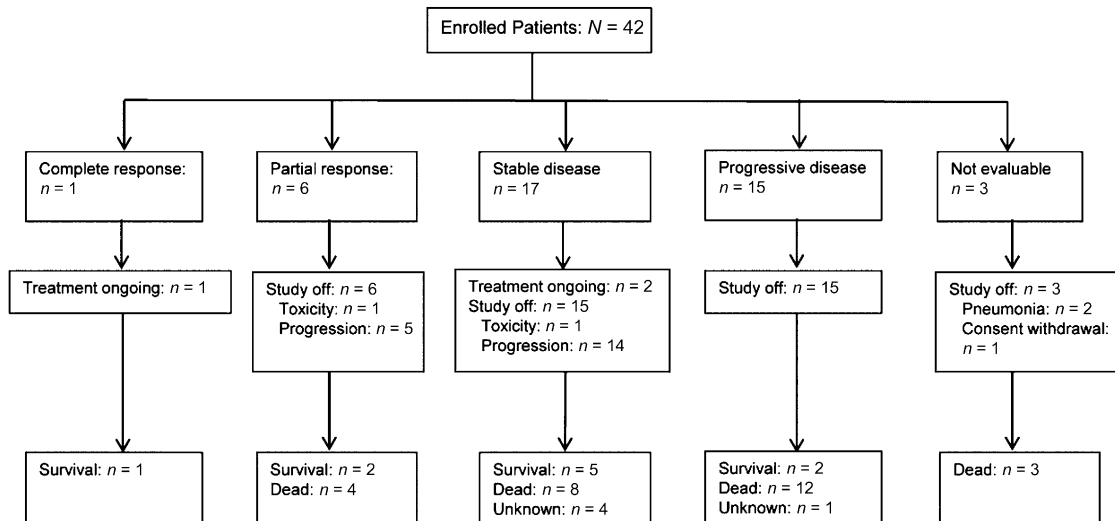 Enrolled Patients: N = 42
Complete response:
n = 1
Partial response:
n = 6
Stable disease
n = 17
Progressive disease
n = 15
Not evaluable
n = 3
Treatment ongoing: n = 1
Study off: n = 6
Toxicity: n = 1
Progression: n = 5
Treatment ongoing: n = 2
Study off: n = 15
Toxicity: n = 1
Progression: n = 14
Study off: n = 15
Study off: n = 3
Pneumonia: n = 2
Consent withdrawal:
n = 1
Survival: n = 1
Survival: n = 2
Dead: n = 4
Survival: n = 5
Dead: n = 8
Unknown: n = 4
Survival: n = 2
Dead: n = 12
Unknown: n = 1
Dead: n = 3